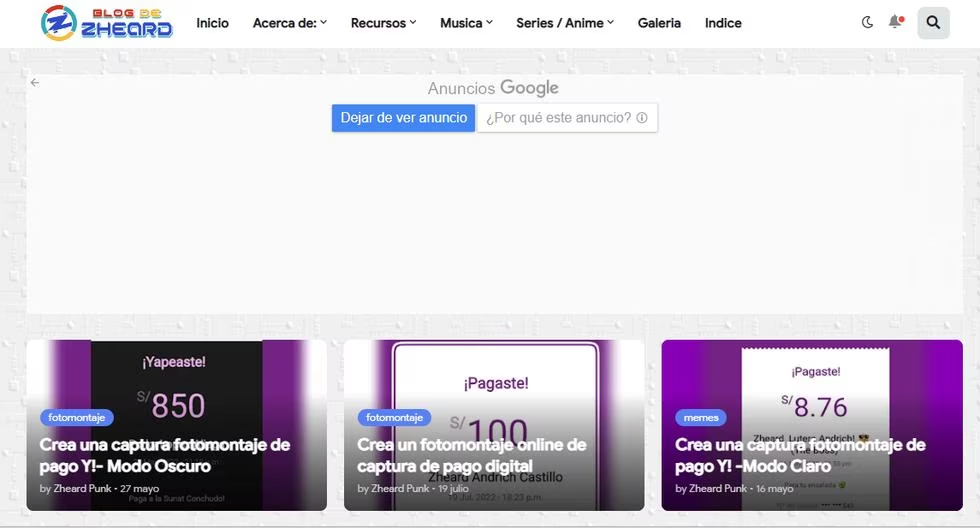 BLOG DE
ZHEARD
Inicio
Acerca de:
Recursos
Musica
Series / Anime
Galeria
Indice
Anuncios Google
Dejar de ver anuncio
¿Por qué este anuncio?
¡Yapeaste!
S/ 850
fotomontaje
Crea una captura fotomontaje de
pago Y!- Modo Oscuro
by Zheard Punk • 27 mayo
Paga a la Sunat Conchudo!
¡Pagaste!
S/ 100
fotomontaje
Crea un fotomontaje online de
captura de pago digital
Zheard Andrich Castillo
by Zheard Punk • 19 julio
19 Jul. 2022 - 18:23 p.m.
¡Pagaste!
S/ 8.76
memes
Zheard Lutero Andrich! 😎
Crea una captura fotomontaje de
(The Boss)
pago Y! -Modo Claro
by Zheard Punk • 16 mayo
Para tu ensalada